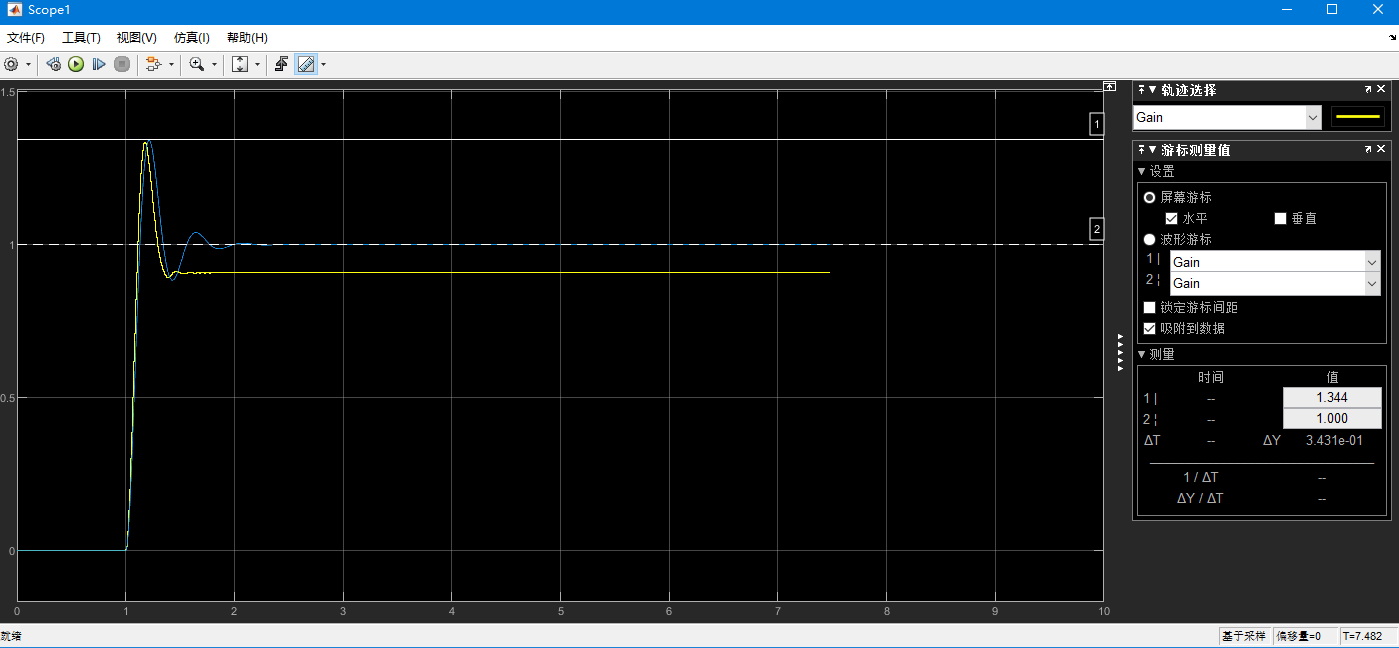 Scope1
文件(F) 工具(T) 视图(V) 仿真(I) 帮助(H)
1.5
1
0.5
0
1
2
0 1 2 3 4 5 6 7 8 9 10
轨迹选择
Gain
游标测量值
设置
屏幕游标
水平 垂直
波形游标
1 | Gain
2 ¦ Gain
锁定游标间距
吸附到数据
测量
时间 值
1 | -- 1.344
2 ¦ -- 1.000
ΔT -- ΔY 3.431e-01
1 / ΔT --
ΔY / ΔT --
就绪 基于采样 偏移量=0 T=7.482